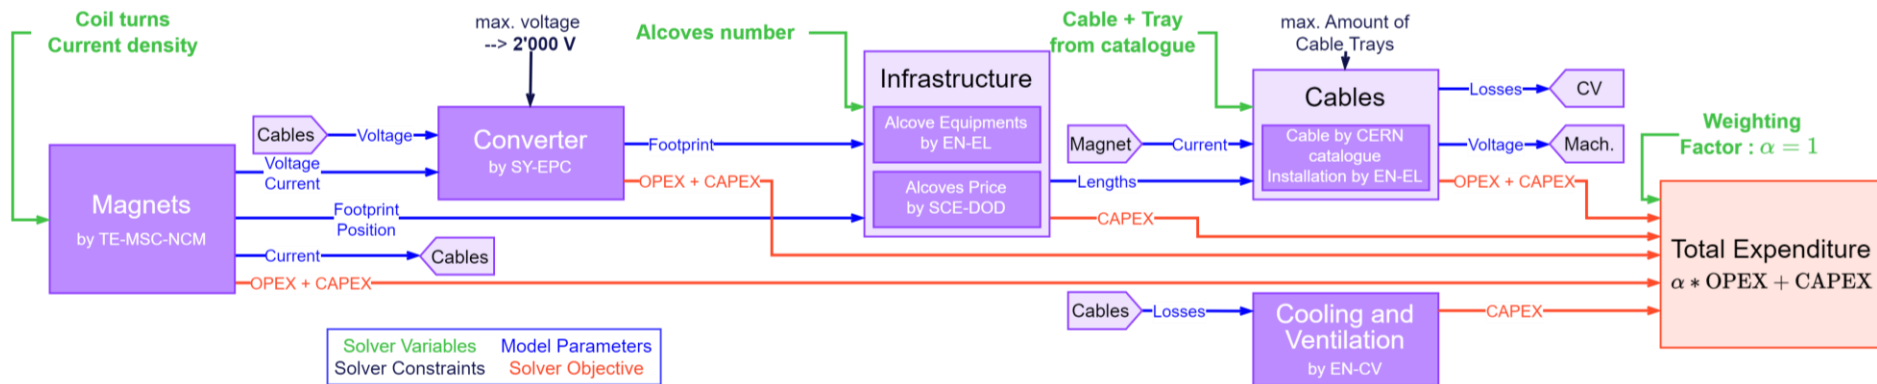 Coil turns
Current density
max. voltage
--> 2'000 V
Alcoves number
Cable + Tray
from catalogue
max. Amount of
Cable Trays
Weighting
Factor : α = 1
Magnets
by TE-MSC-NCM
Cables
Voltage
Voltage
Current
Footprint
Position
Current
Cables
OPEX + CAPEX
Converter
by SY-EPC
Footprint
OPEX + CAPEX
Infrastructure
Alcove Equipments
by EN-EL
Alcoves Price
by SCE-DOD
Magnet
Current
Lengths
CAPEX
Cables
Cable by CERN
catalogue
Installation by EN-EL
Losses
CV
Voltage
Mach.
OPEX + CAPEX
Cables
Losses
Cooling and
Ventilation
by EN-CV
CAPEX
Total Expenditure
α * OPEX + CAPEX
Solver Variables
Model Parameters
Solver Constraints
Solver Objective